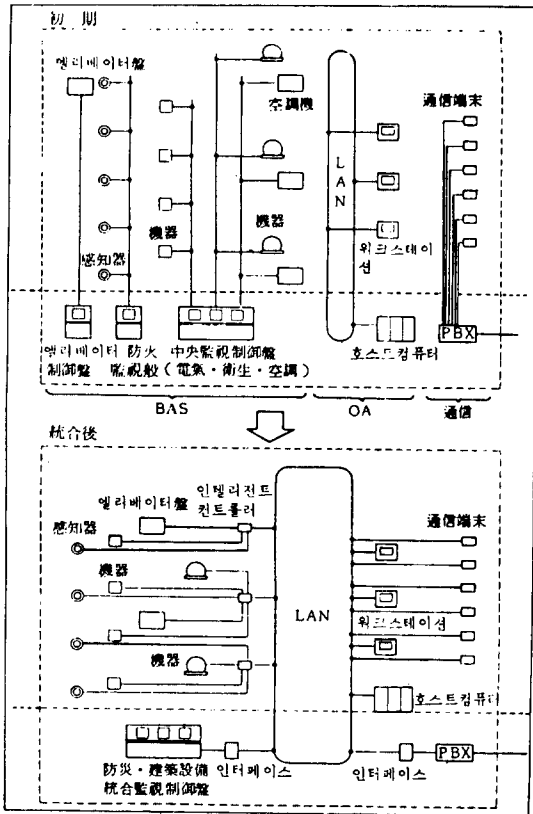 初期
엘리베이터盤
空調機
通信端末
LAN
機器
機器
워크스테이션
感知器
PBX
엘리베이터 防火 中央監視制御盤
호스트컴퓨터
制御盤 監視般(電氣・衛生・空調)
BAS
OA
通信
統合後
엘리베이터盤
인텔리전트
컨트롤러
感知器
通信端末
機器
LAN
워크스테이션
機器
호스트컴퓨터
防災・建築設備
統合監視制御盤
인터페이스
인터페이스
PBX